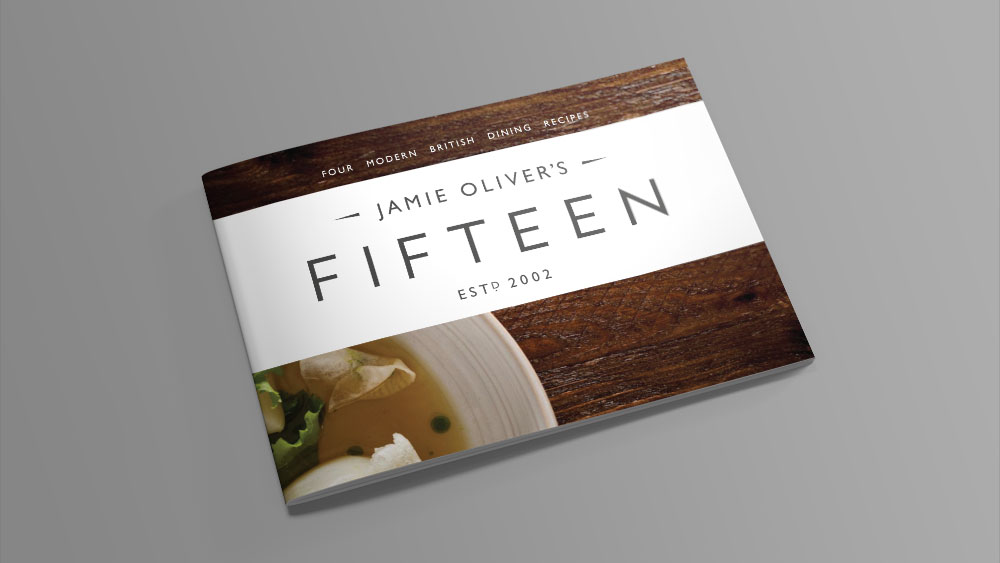 FOUR MODERN BRITISH DINING RECIPES
JAMIE OLIVER'S
FIFTEEN
ESTD 2002